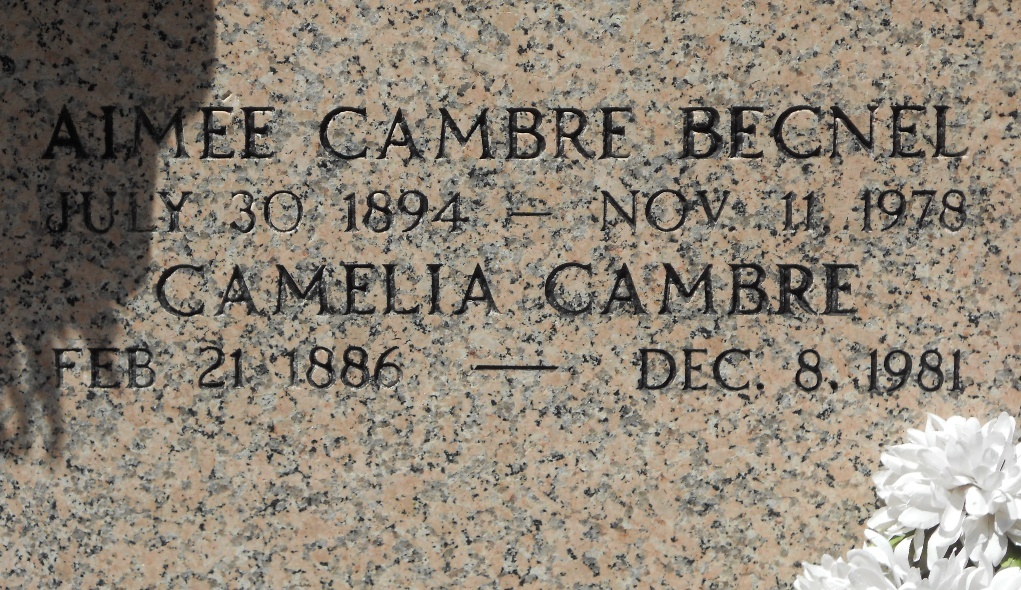 AIMÉE CAMBRE BECNEL
JULY 30 1894 — NOV. 11, 1978
CAMELIA CAMBRE
FEB 21 1886 — DEC. 8, 1981